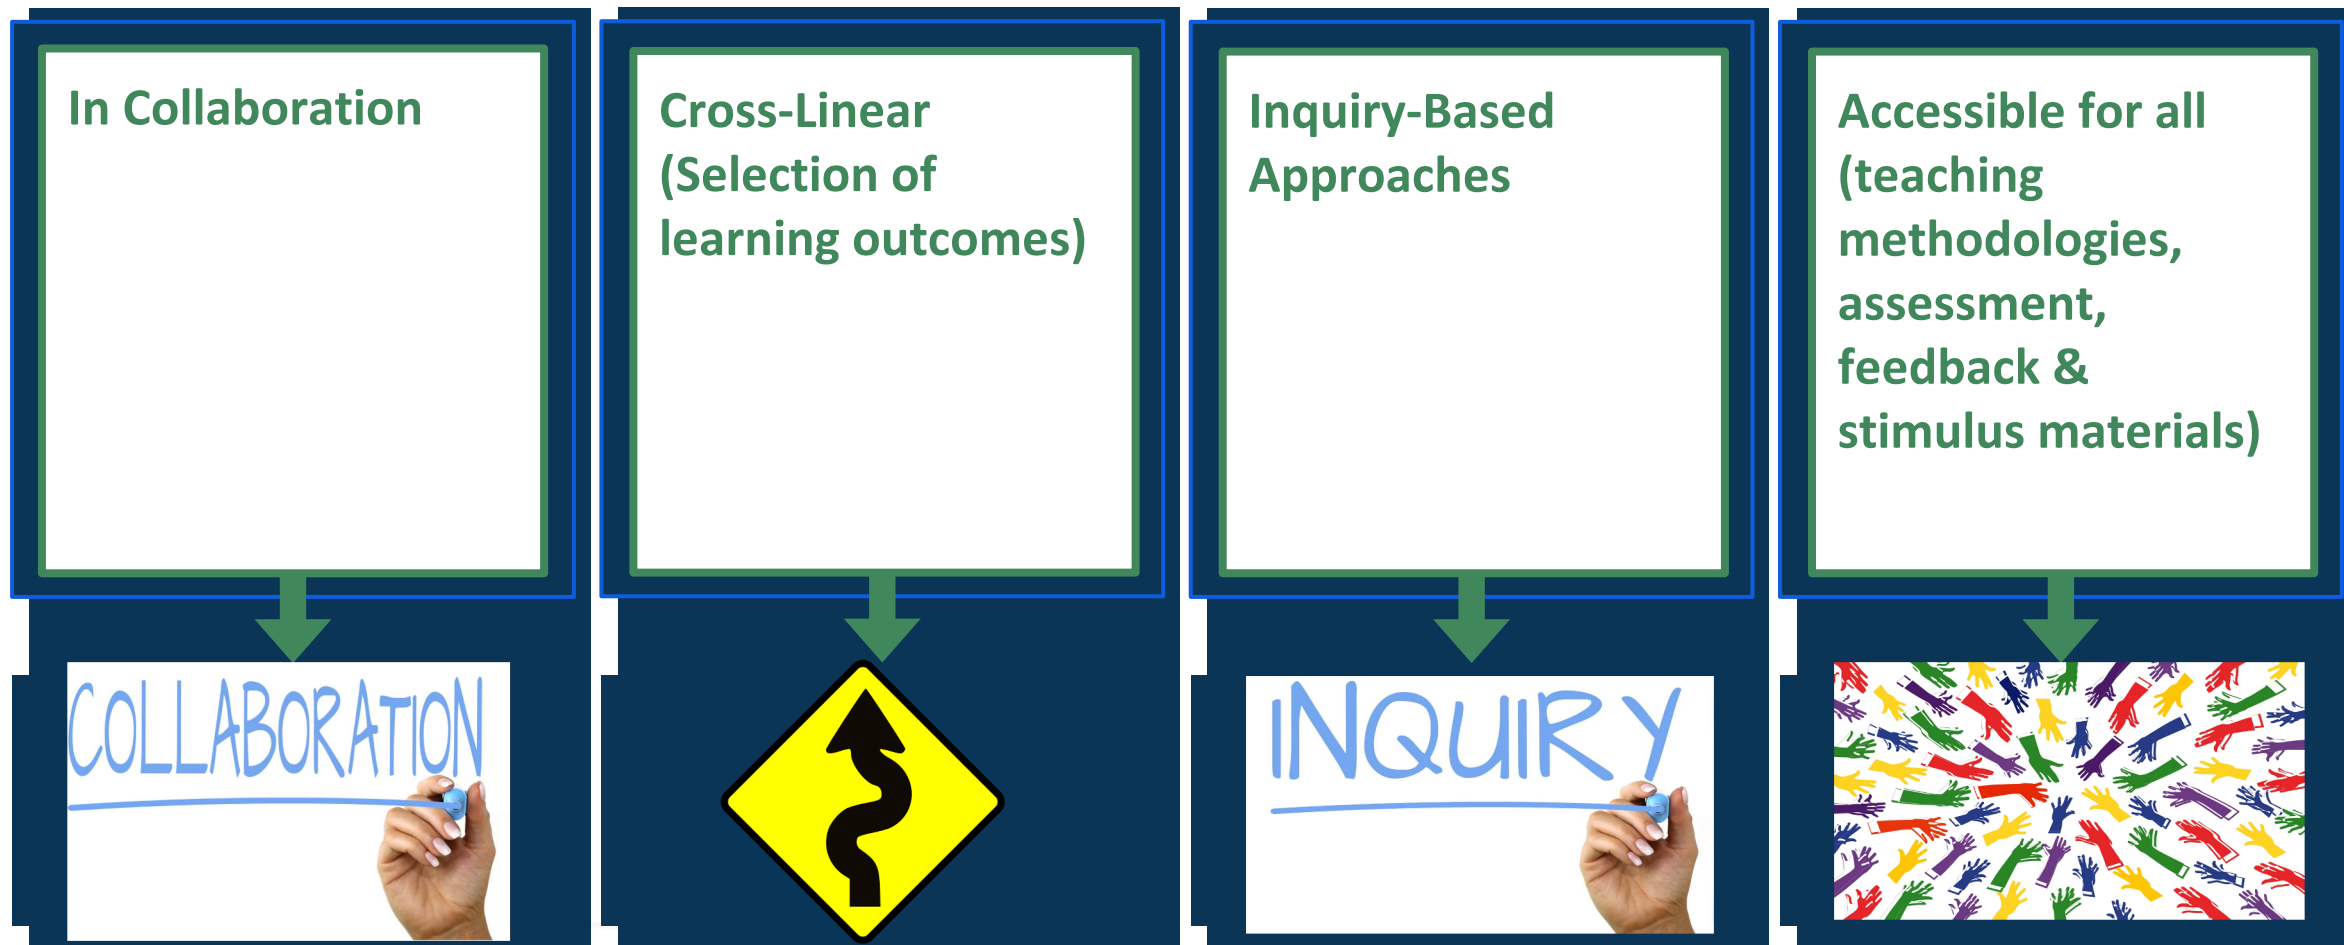 In Collaboration
Cross-Linear
(Selection of
learning outcomes)
Inquiry-Based
Approaches
Accessible for all
(teaching
methodologies,
assessment,
feedback &
stimulus materials)
COLLABORATION
INQUIRY